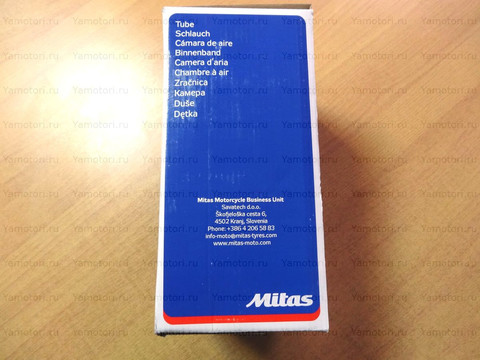 Tube
Schlauch
Cámara de aire
Binnenband
Camera d'aria
Chambre à air
Zračnica
Камера
Duše
Dętka
Mitas Motorcycle Business Unit
Savatech d.o.o.
Škofjeloška cesta 6,
4502 Kranj, Slovenia
Phone: +386 4 206 58 83
info-moto@mitas-tyres.com
www.mitas-moto.com
Mitas
Yamotori.ru